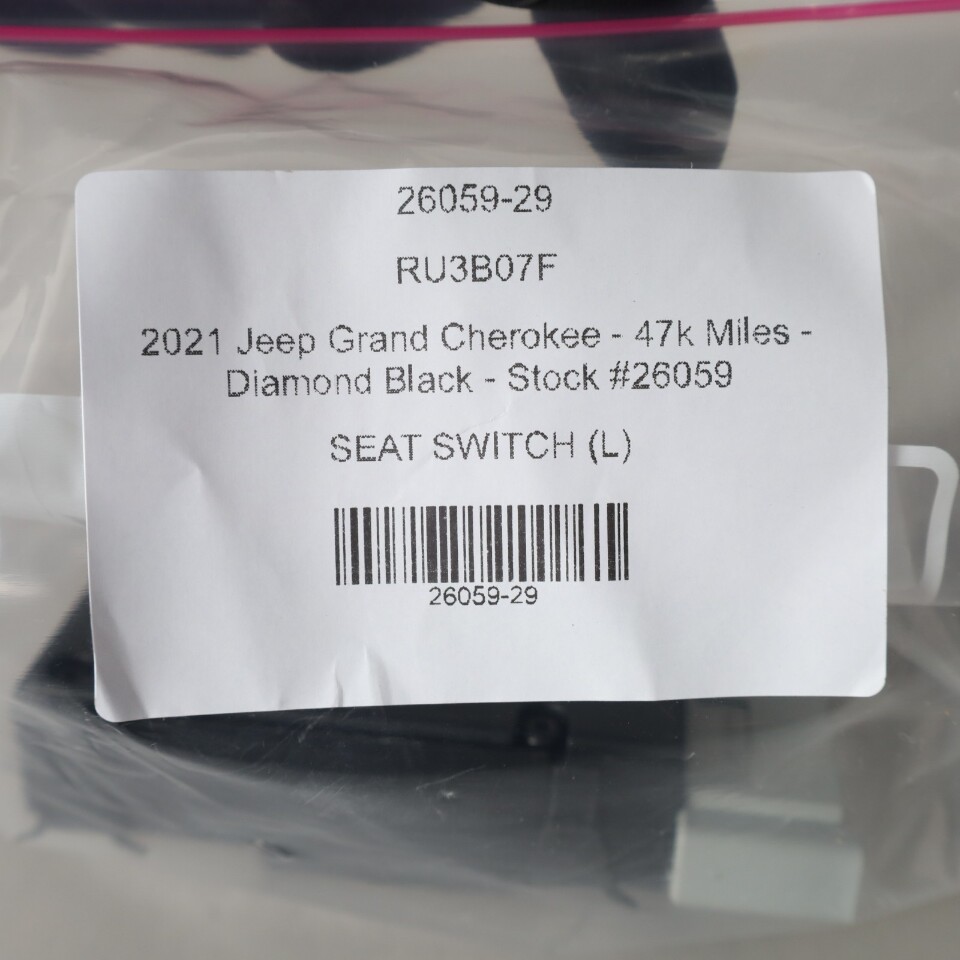 26059-29
RU3B07F
2021 Jeep Grand Cherokee - 47k Miles -
Diamond Black - Stock #26059
SEAT SWITCH (L)
26059-29